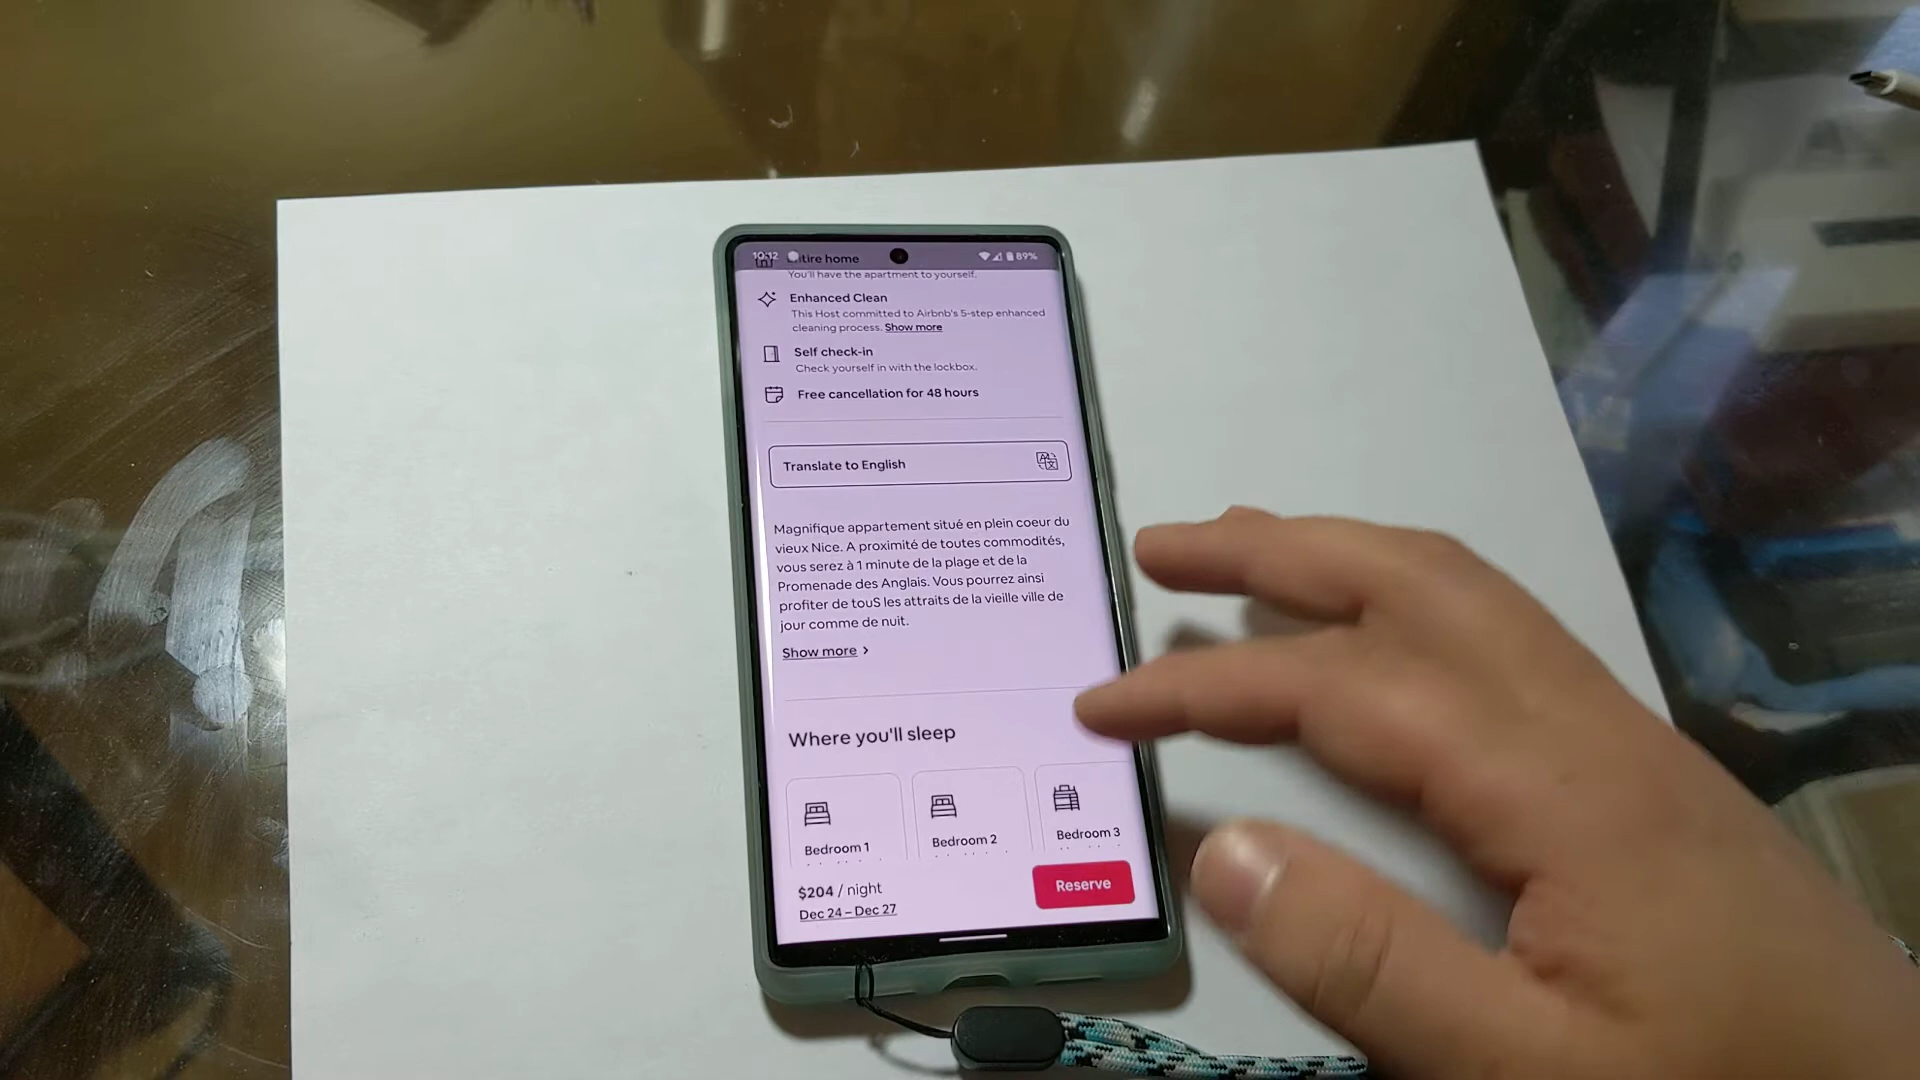 10:12
89%
Entire home
You'll have the apartment to yourself.
Enhanced Clean
This Host committed to Airbnb's 5-step enhanced
cleaning process. Show more
Self check-in
Check yourself in with the lockbox.
Free cancellation for 48 hours
Translate to English
Magnifique appartement situé en plein coeur du
vieux Nice. A proximité de toutes commodités,
vous serez à 1 minute de la plage et de la
Promenade des Anglais. Vous pourrez ainsi
profiter de touS les attraits de la vieille ville de
jour comme de nuit.
Show more >
Where you'll sleep
Bedroom 1
Bedroom 2
Bedroom 3
$204 / night
Dec 24 – Dec 27
Reserve